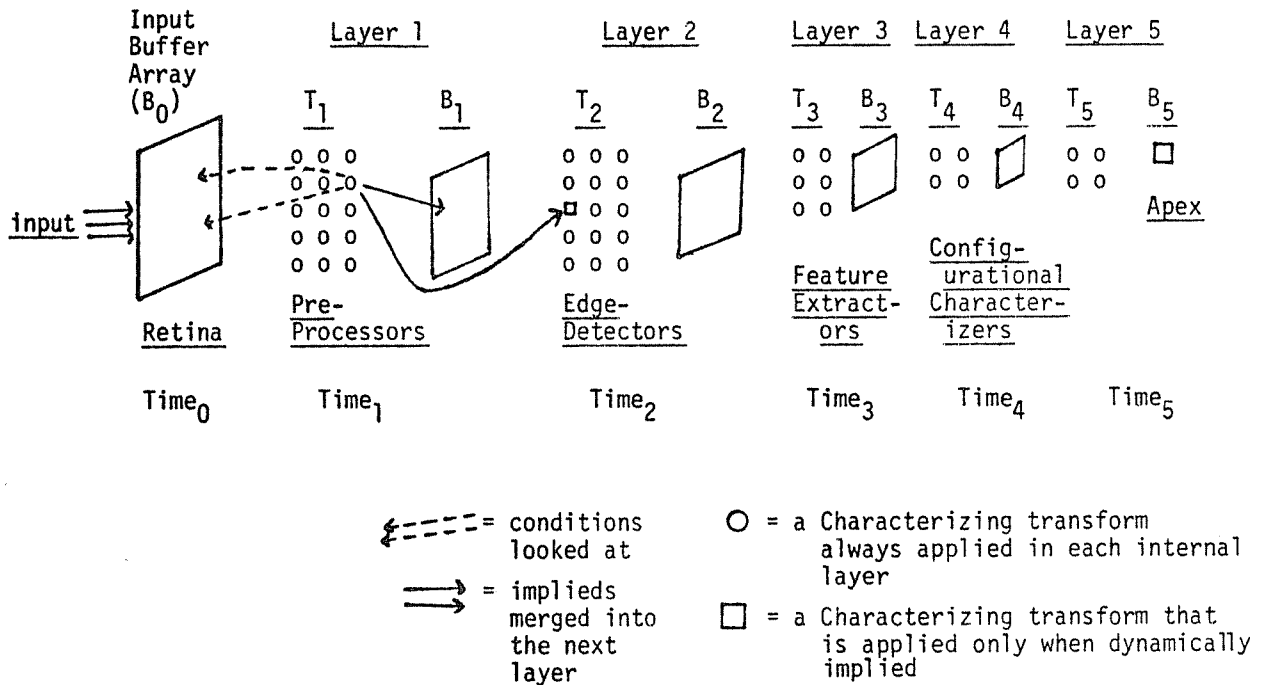 Input
Buffer
Array
(B0)
Layer 1
Layer 2
Layer 3
Layer 4
Layer 5
T1
B1
T2
B2
T3
B3
T4
B4
T5
B5
input
Retina
Pre-
Processors
Edge-
Detectors
Feature
Extract-
ors
Config-
urational
Character-
izers
Apex
Time0
Time1
Time2
Time3
Time4
Time5
= conditions
looked at
= implieds
merged into
the next
layer
= a Characterizing transform
always applied in each internal
layer
= a Characterizing transform that
is applied only when dynamically
implied